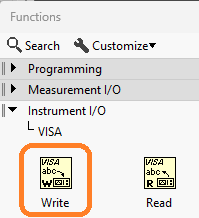 Functions
Search Customize
Programming
Measurement I/O
Instrument I/O
VISA
VISA VISA
abc abc
W R
Write Read